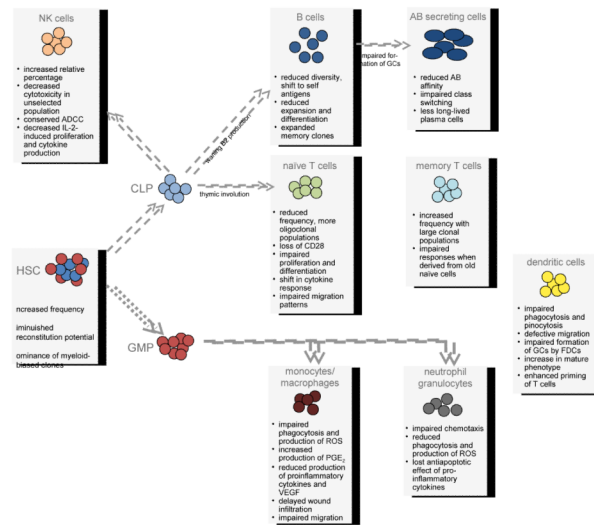 NK cells
• increased relative
percentage
• decreased
cytotoxicity in
unselected
population
• conserved ADCC
• decreased IL-2-
induced proliferation
and cytokine
production
B cells
• reduced diversity,
shift to self
antigens
• reduced
expansion and
differentiation
• expanded
memory clones
impaired for-
mation of GCs
AB secreting cells
• reduced AB
affinity
• iimpaired class
switching
• less long-lived
plasma cells
production
CLP
thymic involution
naïve T cells
• reduced
frequency, more
oligoclonal
populations
• loss of CD28
• impaired
proliferation and
differentiation
• shift in cytokine
response
• impaired migration
patterns
memory T cells
• increased
frequency with
large clonal
populations
• impaired
responses when
derived from old
naïve cells
dendritic cells
• impaired
phagocytosis and
pinocytosis
• defective migration
• impaired formation
of GCs by FDCs
• increase in mature
phenotype
• enhanced priming
of T cells
HSC
ncreased frequency
iminuished
reconstitution potential
ominance of myeloid-
biased clones
GMP
monocytes/
macrophages
• impaired
phagocytosis and
production of ROS
• increased
production of PGE₂
• reduced production
of proinflammatory
cytokines and
VEGF
• delayed wound
infiltration
• impaired migration
neutrophil
granulocytes
• impaired chemotaxis
• reduced
phagocytosis and
production of ROS
• lost antiapoptotic
effect of pro-
inflammatory
cytokines